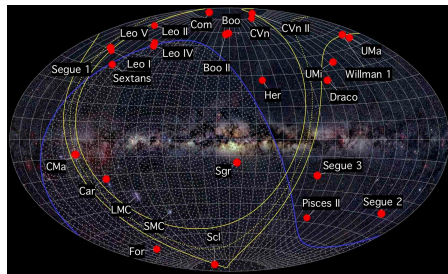 Com
Boo
CVn II
Leo V
Leo II
CVn
Leo IV
UMa
Segue 1
Leo I
Boo II
UMi
Willman 1
Sextans
Her
Draco
CMa
Sgr
Segue 3
Car
LMC
Pisces II
Segue 2
SMC
Scl
For